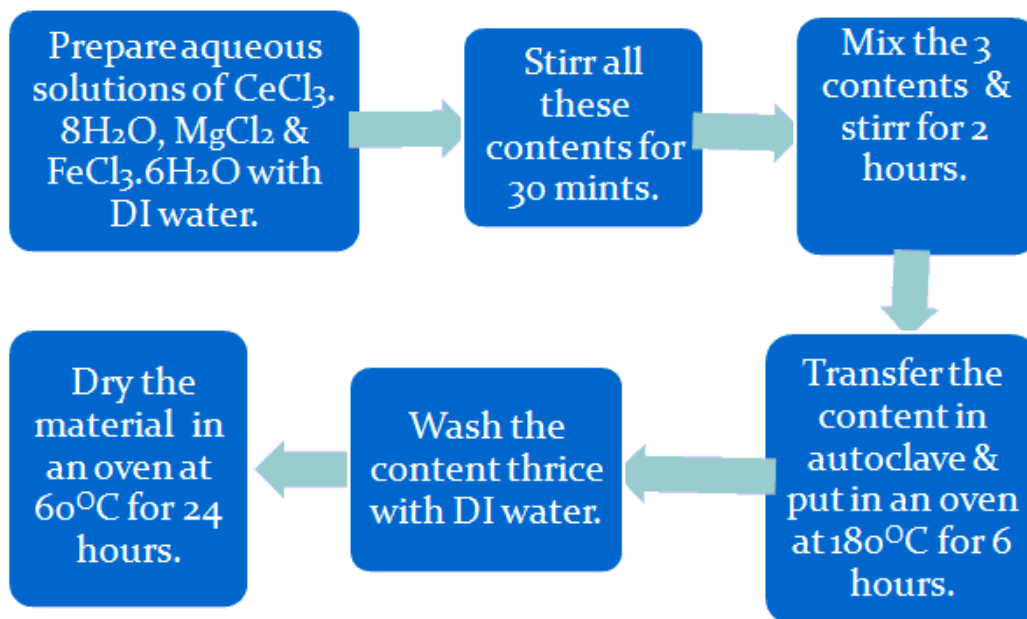 Prepare aqueous
solutions of CeCl3.
8H2O, MgCl2 &
FeCl3.6H2O with
DI water.
Stirr all
these
contents for
30 mints.
Mix the 3
contents &
stirr for 2
hours.
Transfer the
content in
autoclave &
put in an oven
at 180°C for 6
hours.
Wash the
content thrice
with DI water.
Dry the
material in
an oven at
60°C for 24
hours.